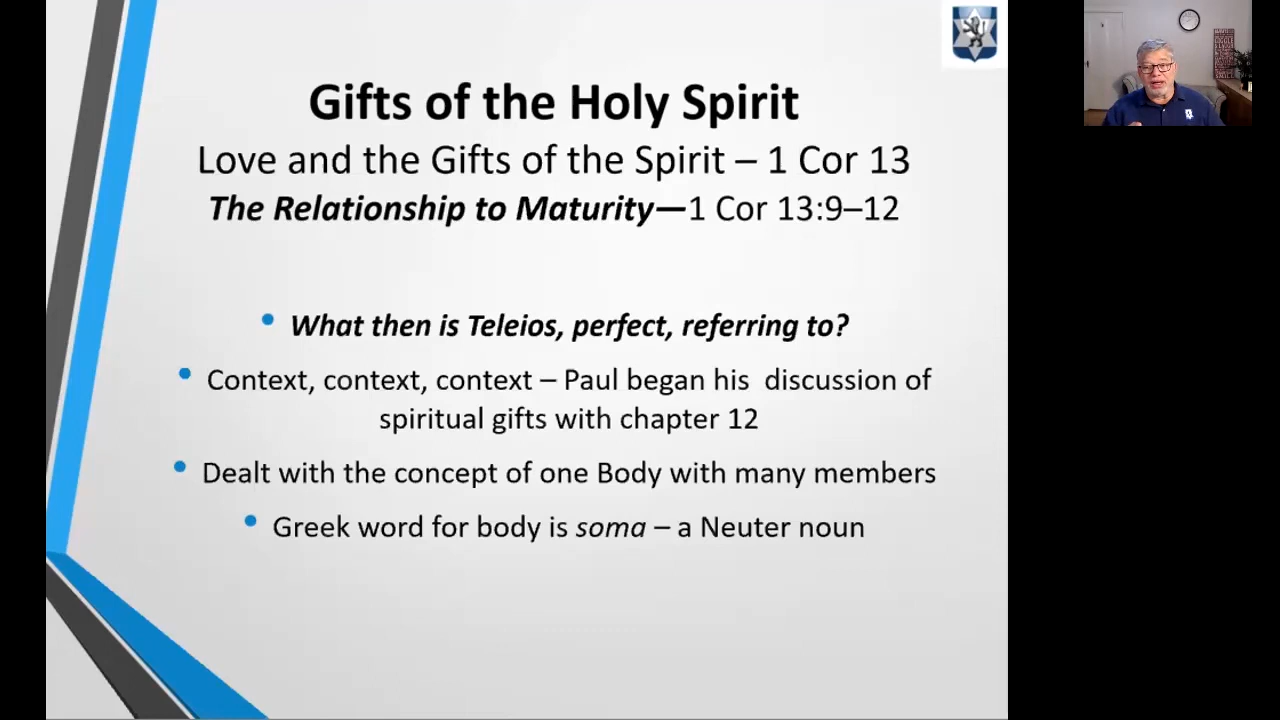 Gifts of the Holy Spirit
Love and the Gifts of the Spirit – 1 Cor 13
The Relationship to Maturity—1 Cor 13:9–12
• What then is Teleios, perfect, referring to?
• Context, context, context – Paul began his discussion of
spiritual gifts with chapter 12
• Dealt with the concept of one Body with many members
• Greek word for body is soma – a Neuter noun